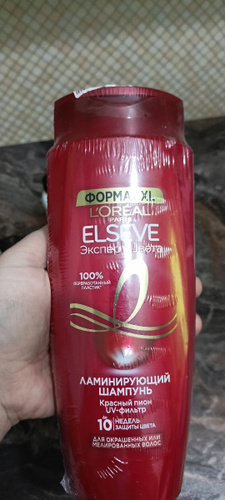 ФОРМАТ XL
L'ORÉAL
PARIS
ELSEVE
Эксперт Цвета
100%
ПЕРЕРАБОТАННЫЙ
ПЛАСТИК*
ЛАМИНИРУЮЩИЙ
ШАМПУНЬ
Красный пион
UV-фильтр
ДО 10 НЕДЕЛЬ
ЗАЩИТЫ ЦВЕТА
ДЛЯ ОКРАШЕННЫХ ИЛИ
МЕЛИРОВАННЫХ ВОЛОС